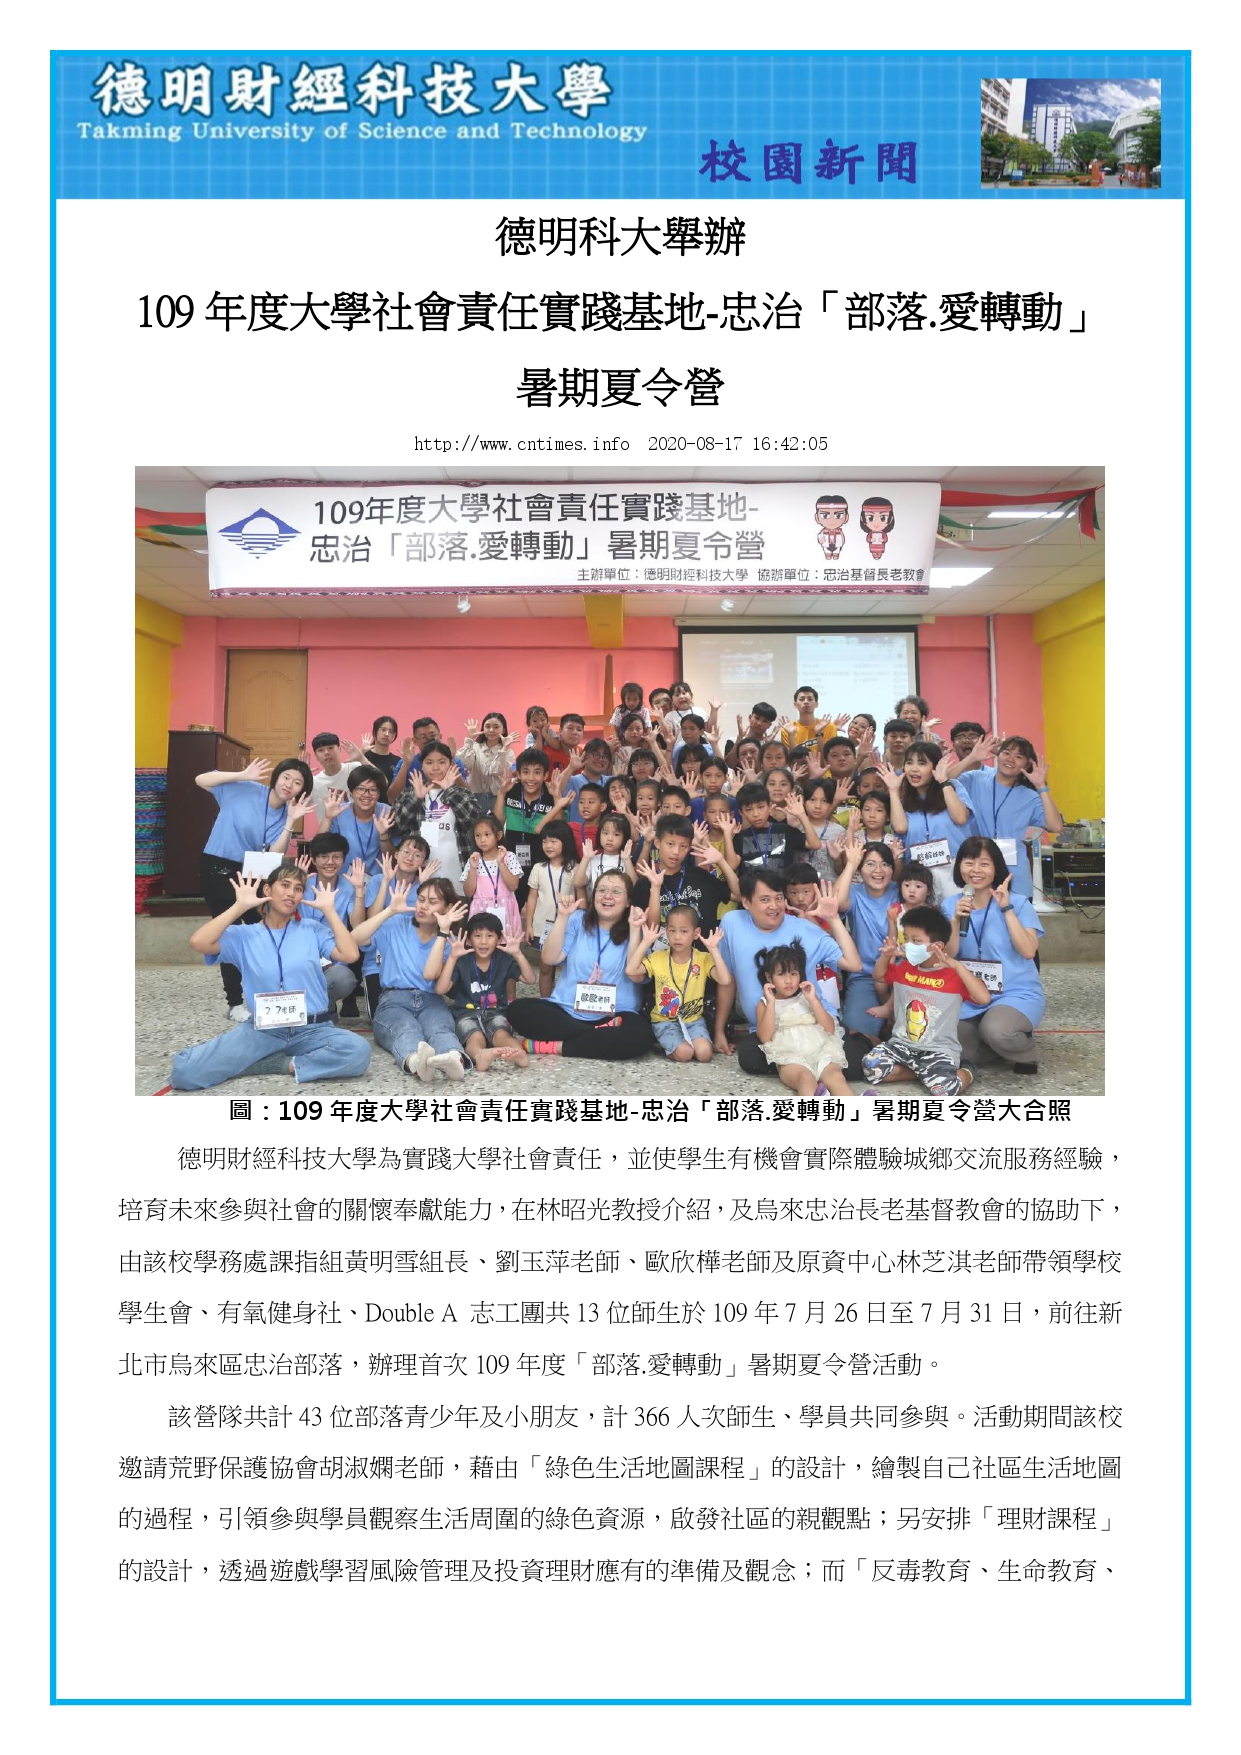 德明財經科技大學
Takming University of Science and Technology
校園新聞
德明科大舉辦
109 年度大學社會責任實踐基地-忠治「部落.愛轉動」
暑期夏令營
http://www.cntimes.info 2020-08-17 16:42:05
109年度大學社會責任實踐基地-
忠治「部落.愛轉動」暑期夏令營
主辦單位：德明財經科技大學 協辦單位：忠治基督長老教會
圖：109 年度大學社會責任實踐基地-忠治「部落.愛轉動」暑期夏令營大合照
德明財經科技大學為實踐大學社會責任，並使學生有機會實際體驗城鄉交流服務經驗，
培育未來參與社會的關懷奉獻能力，在林昭光教授介紹，及烏來忠治長老基督教會的協助下，
由該校學務處課指組黃明雪組長、劉玉萍老師、歐欣樺老師及原資中心林芝淇老師帶領學校
學生會、有氧健身社、Double A 志工團共 13 位師生於 109 年 7 月 26 日至 7 月 31 日，前往新
北市烏來區忠治部落，辦理首次 109 年度「部落.愛轉動」暑期夏令營活動。
該營隊共計 43 位部落青少年及小朋友，計 366 人次師生、學員共同參與。活動期間該校
邀請荒野保護協會胡淑嫻老師，藉由「綠色生活地圖課程」的設計，繪製自己社區生活地圖
的過程，引領參與學員觀察生活周圍的綠色資源，啟發社區的親觀點；另安排「理財課程」
的設計，透過遊戲學習風險管理及投資理財應有的準備及觀念；而「反毒教育、生命教育、